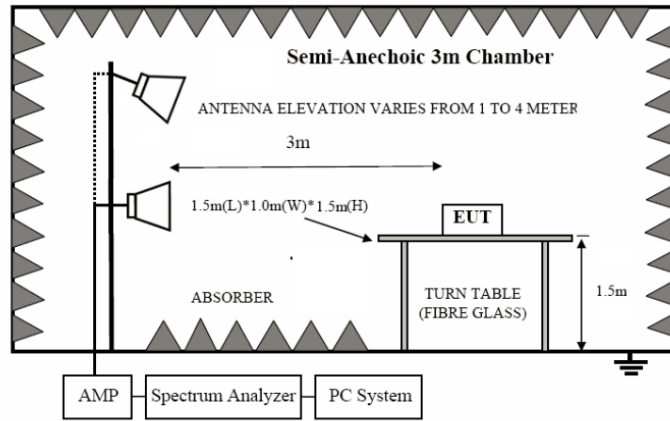 Semi-Anechoic 3m Chamber
ANTENNA ELEVATION VARIES FROM 1 TO 4 METER
3m
1.5m(L)*1.0m(W)*1.5m(H)
EUT
ABSORBER
TURN TABLE
(FIBRE GLASS)
1.5m
AMP
Spectrum Analyzer
PC System